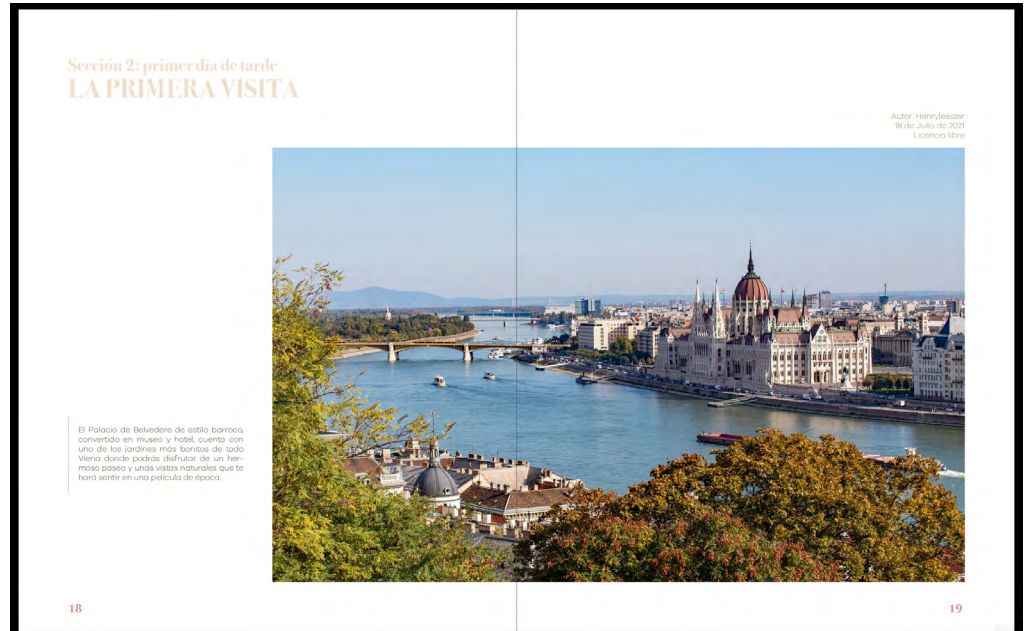 Sección 2: primer día de tarde
LA PRIMERA VISITA
Autor: Henryleester
18 de Julio de 2021
Licencia libre
El Palacio de Belvedere de estilo barroco,
convertido en museo y hotel, cuenta con
uno de los jardines más bonitos de todo
Viena donde podrás disfrutar de un her-
moso paseo y unas vistas naturales que te
hará sentir en una película de época.
18
19